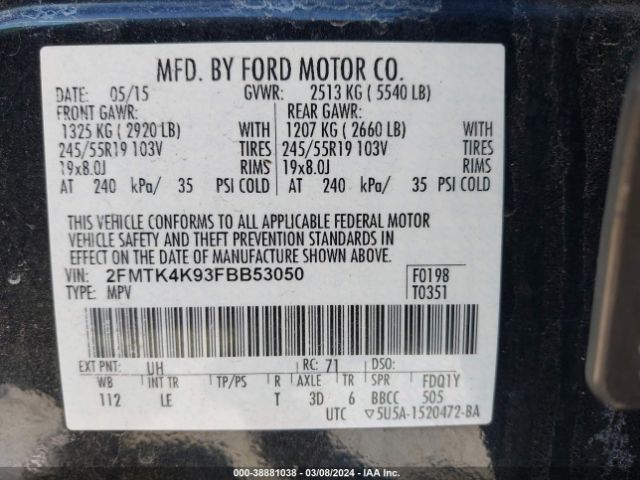 MFD. BY FORD MOTOR CO.
DATE: 05/15 GVWR: 2513 KG ( 5540 LB)
FRONT GAWR: REAR GAWR:
1325 KG ( 2920 LB) WITH 1207 KG ( 2660 LB) WITH
245/55R19 103V TIRES 245/55R19 103V TIRES
19x8.0J RIMS 19x8.0J RIMS
AT 240 kPa/ 35 PSI COLD AT 240 kPa/ 35 PSI COLD
THIS VEHICLE CONFORMS TO ALL APPLICABLE FEDERAL MOTOR
VEHICLE SAFETY AND THEFT PREVENTION STANDARDS IN
EFFECT ON THE DATE OF MANUFACTURE SHOWN ABOVE.
VIN: 2FMTK4K93FBB53050 F0198
TYPE: MPV T0351
EXT PNT: UH RC: 71 DSO:
WB INT TR TP/PS R AXLE TR SPR FDQ1Y
112 LE T 3D 6 BBCC 505
UTC ▽5U5A-1520472-BA
000-38881038 - 03/08/2024 - IAA Inc.